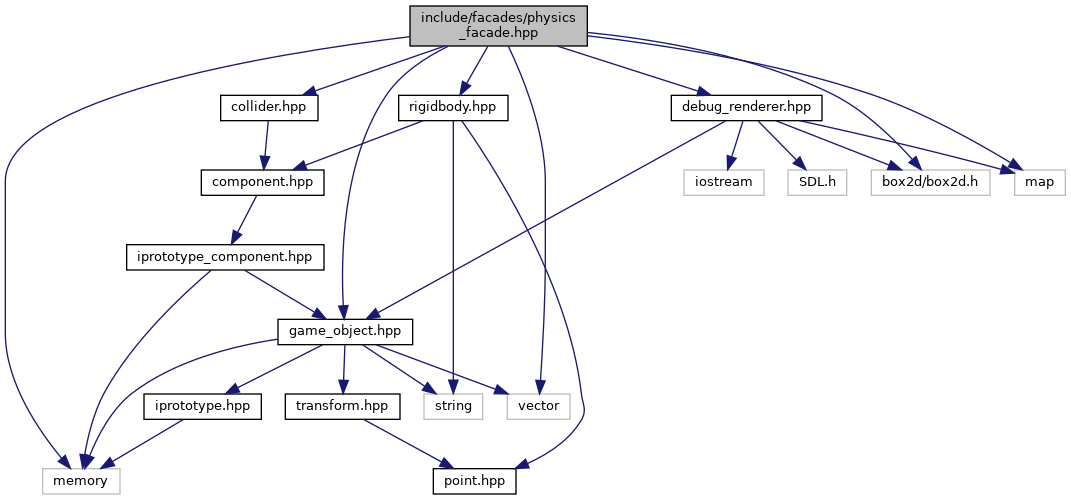 include/facades/physics
_facade.hpp
collider.hpp
rigidbody.hpp
debug_renderer.hpp
component.hpp
iostream
SDL.h
box2d/box2d.h
map
iprototype_component.hpp
game_object.hpp
iprototype.hpp
transform.hpp
string
vector
memory
point.hpp